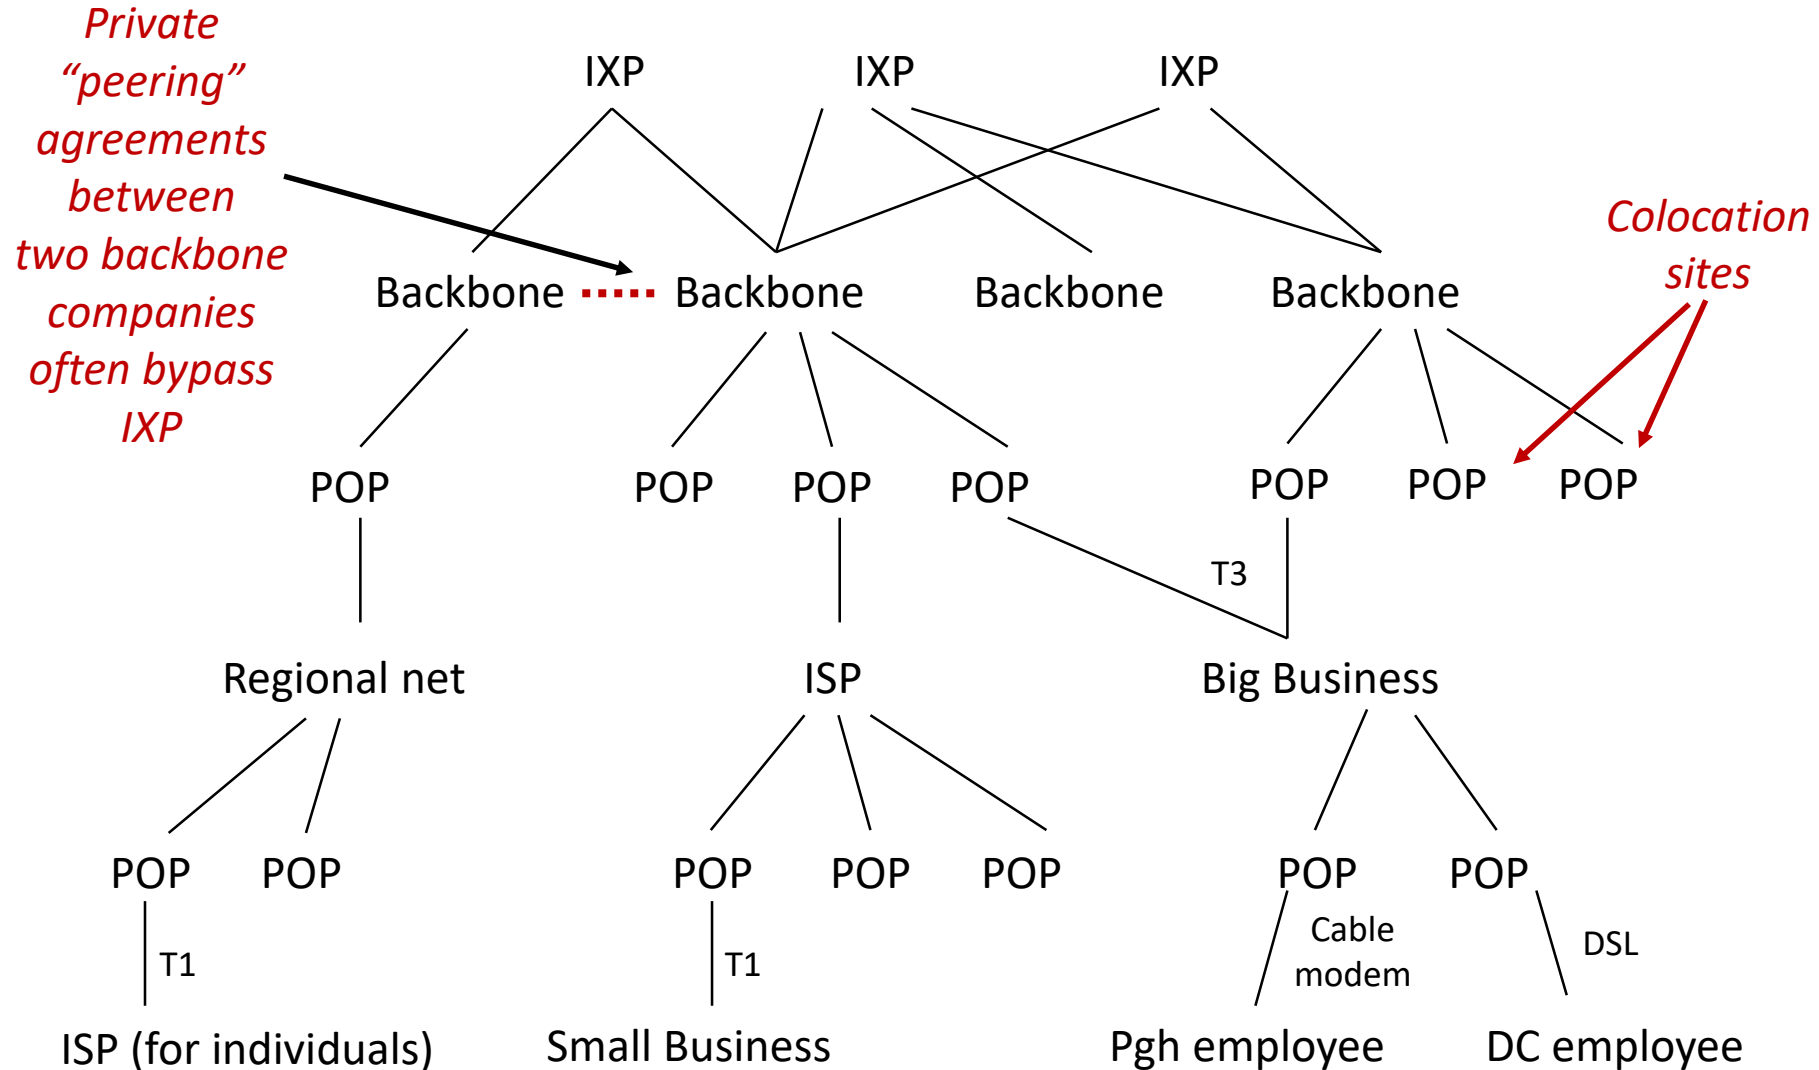 Private
“peering”
agreements
between
two backbone
companies
often bypass
IXP
IXP IXP IXP
Colocation
sites
Backbone Backbone Backbone Backbone
POP POP POP POP POP POP POP
T3
Regional net ISP Big Business
POP POP POP POP POP POP POP
T1 T1 Cable
modem DSL
ISP (for individuals) Small Business Pgh employee DC employee